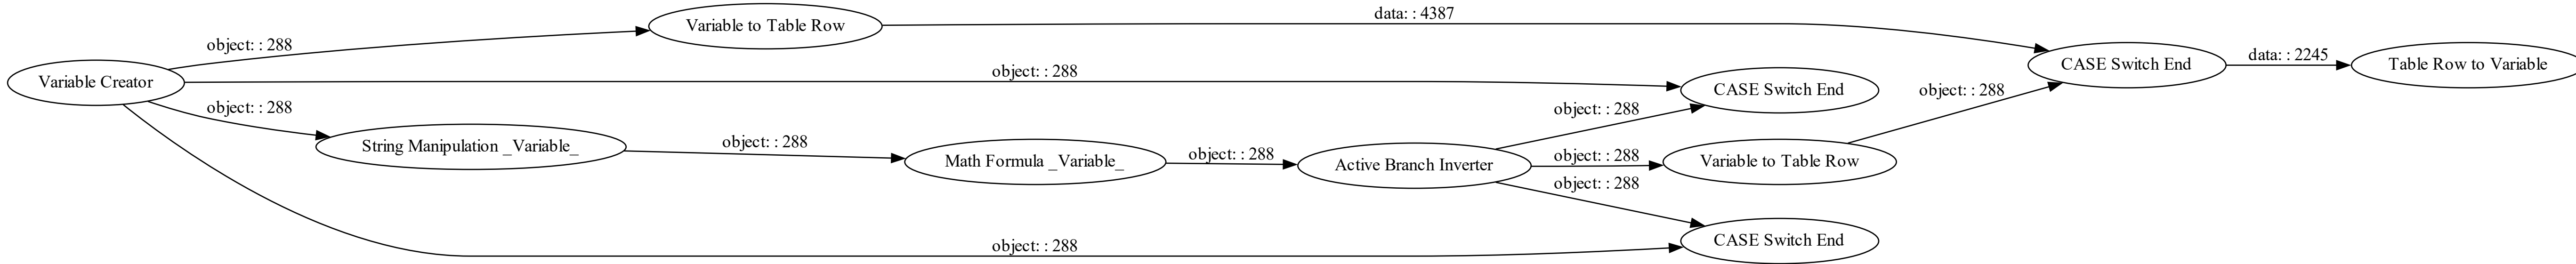 data: : 4387
Variable to Table Row
object: : 288
data: : 2245
CASE Switch End
Table Row to Variable
object: : 288
Variable Creator
CASE Switch End
object: : 288
object: : 288
object: : 288
object: : 288
String Manipulation _Variable_
object: : 288
object: : 288
Math Formula _Variable_
Active Branch Inverter
Variable to Table Row
object: : 288
object: : 288
CASE Switch End
object: : 288